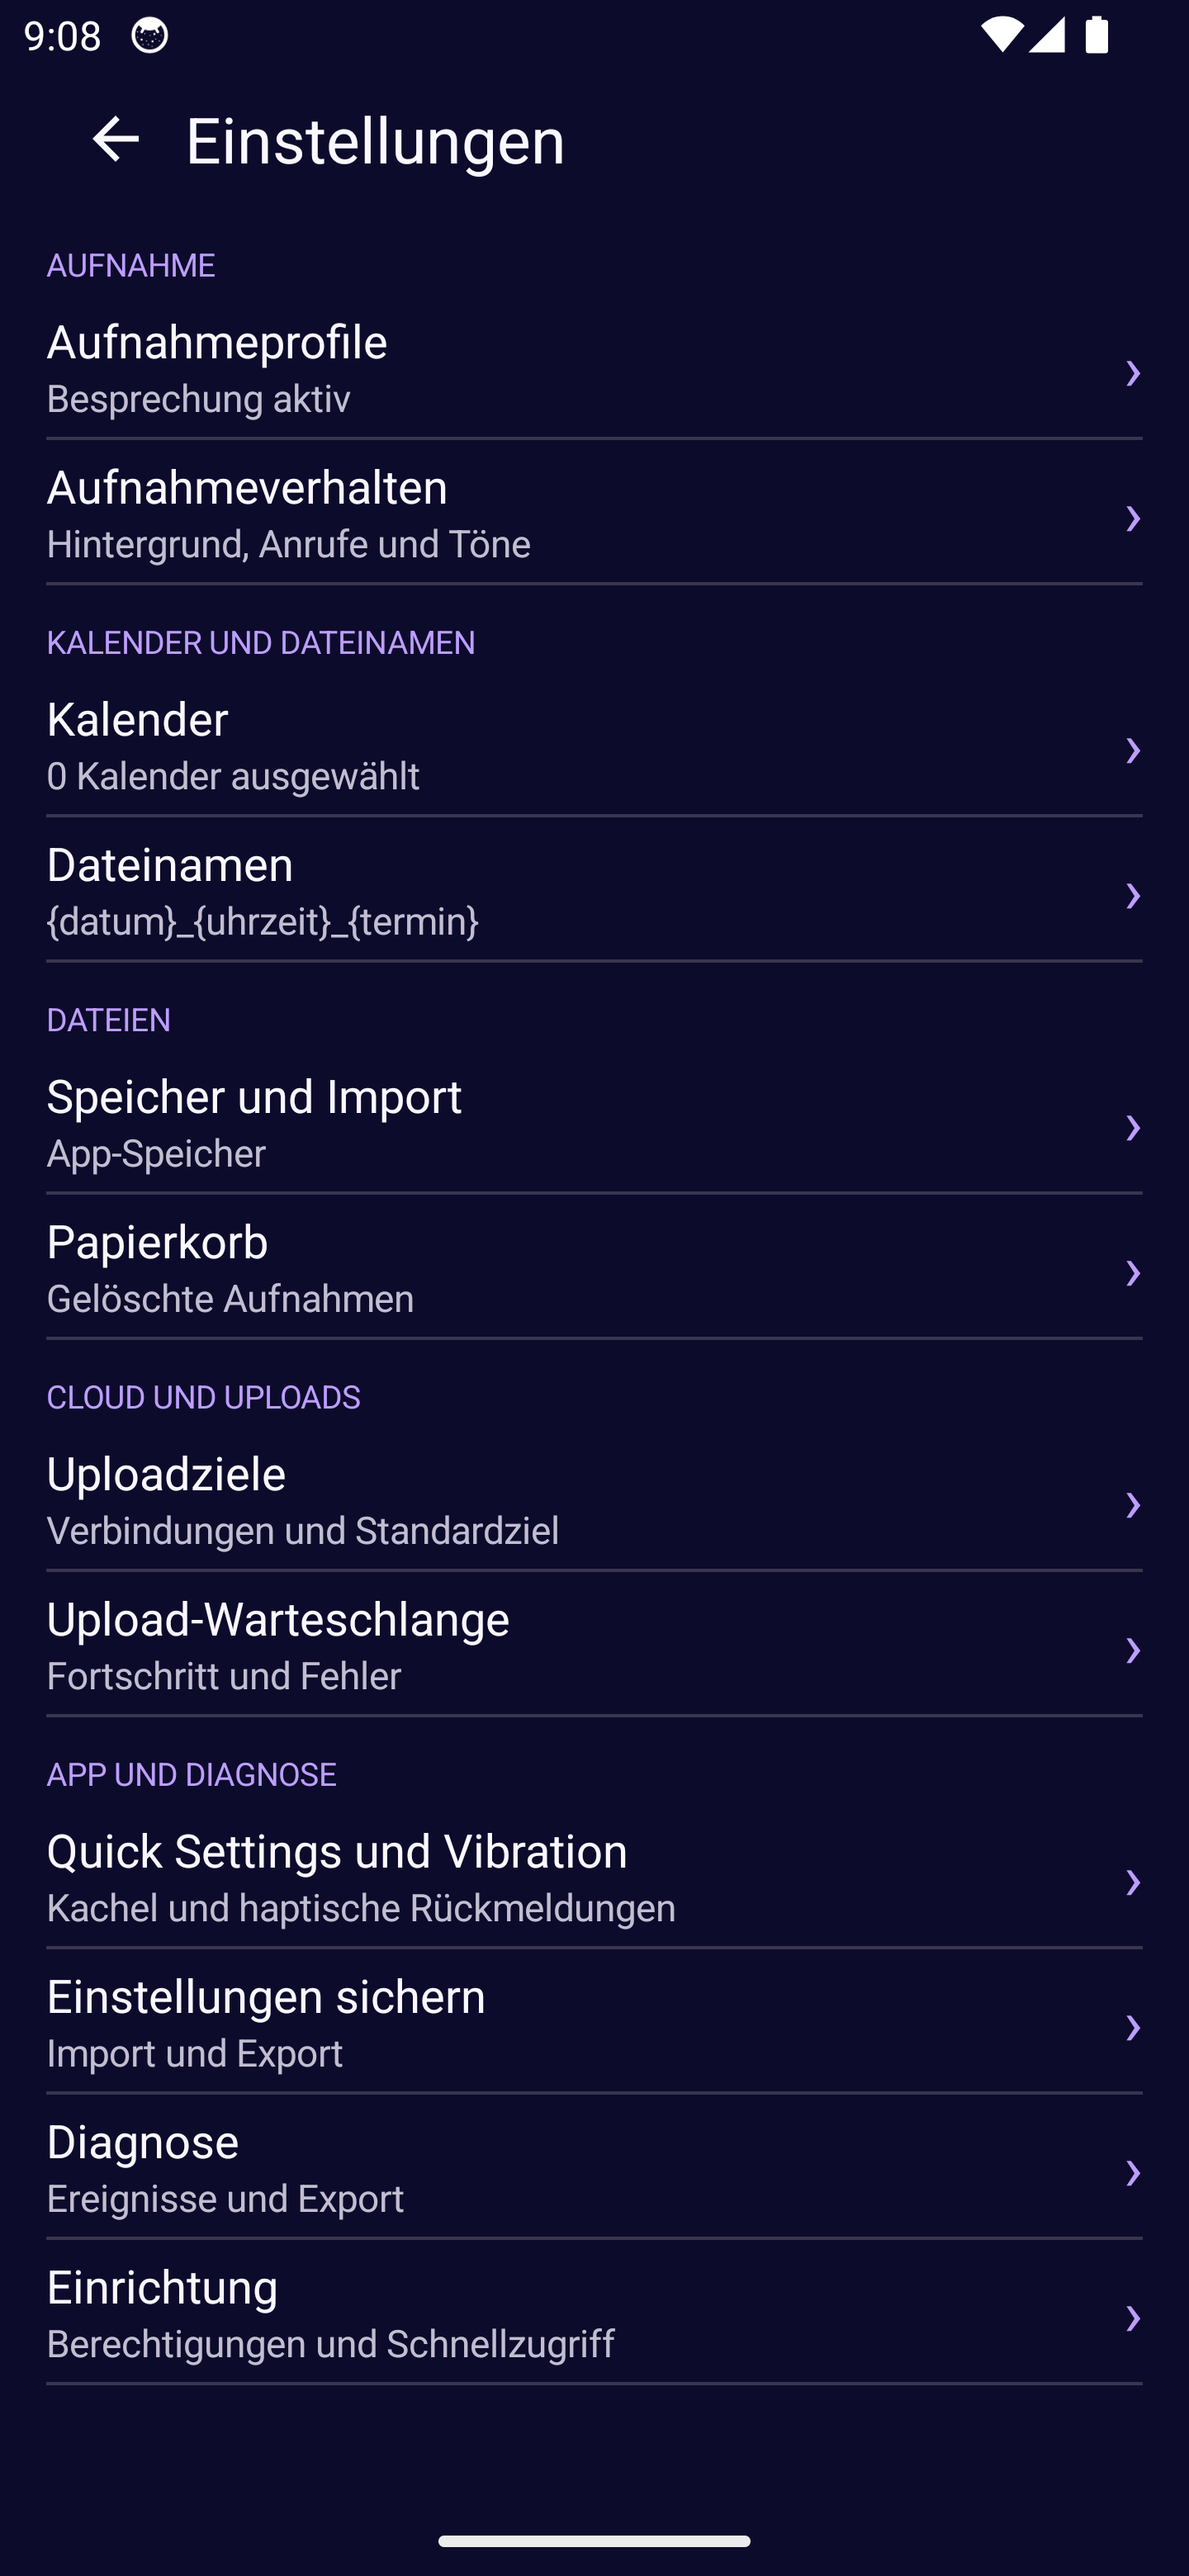 9:08
Einstellungen
AUFNAHME
Aufnahmeprofile
Besprechung aktiv
Aufnahmeverhalten
Hintergrund, Anrufe und Töne
KALENDER UND DATEINAMEN
Kalender
0 Kalender ausgewählt
Dateinamen
{datum}_{uhrzeit}_{termin}
DATEIEN
Speicher und Import
App-Speicher
Papierkorb
Gelöschte Aufnahmen
CLOUD UND UPLOADS
Uploadziele
Verbindungen und Standardziel
Upload-Warteschlange
Fortschritt und Fehler
APP UND DIAGNOSE
Quick Settings und Vibration
Kachel und haptische Rückmeldungen
Einstellungen sichern
Import und Export
Diagnose
Ereignisse und Export
Einrichtung
Berechtigungen und Schnellzugriff